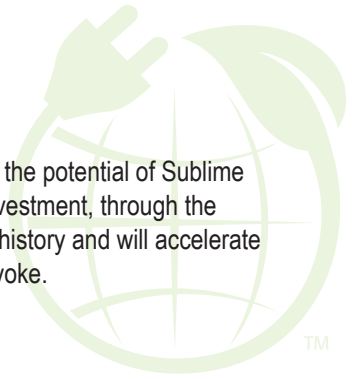 the potential of Sublime
vestment, through the
history and will accelerate
voke.
TM